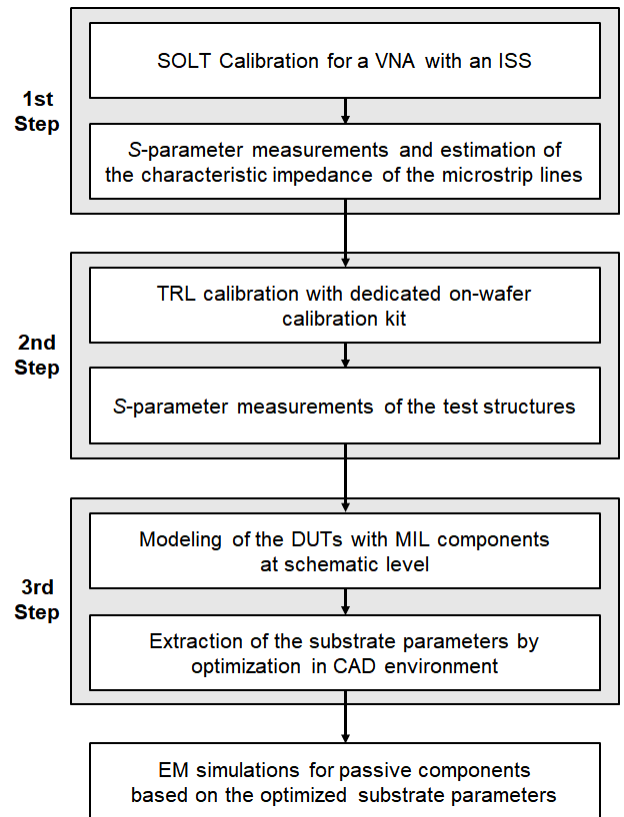 1st
Step
SOLT Calibration for a VNA with an ISS
S-parameter measurements and estimation of
the characteristic impedance of the microstrip lines
2nd
Step
TRL calibration with dedicated on-wafer
calibration kit
S-parameter measurements of the test structures
3rd
Step
Modeling of the DUTs with MIL components
at schematic level
Extraction of the substrate parameters by
optimization in CAD environment
EM simulations for passive components
based on the optimized substrate parameters